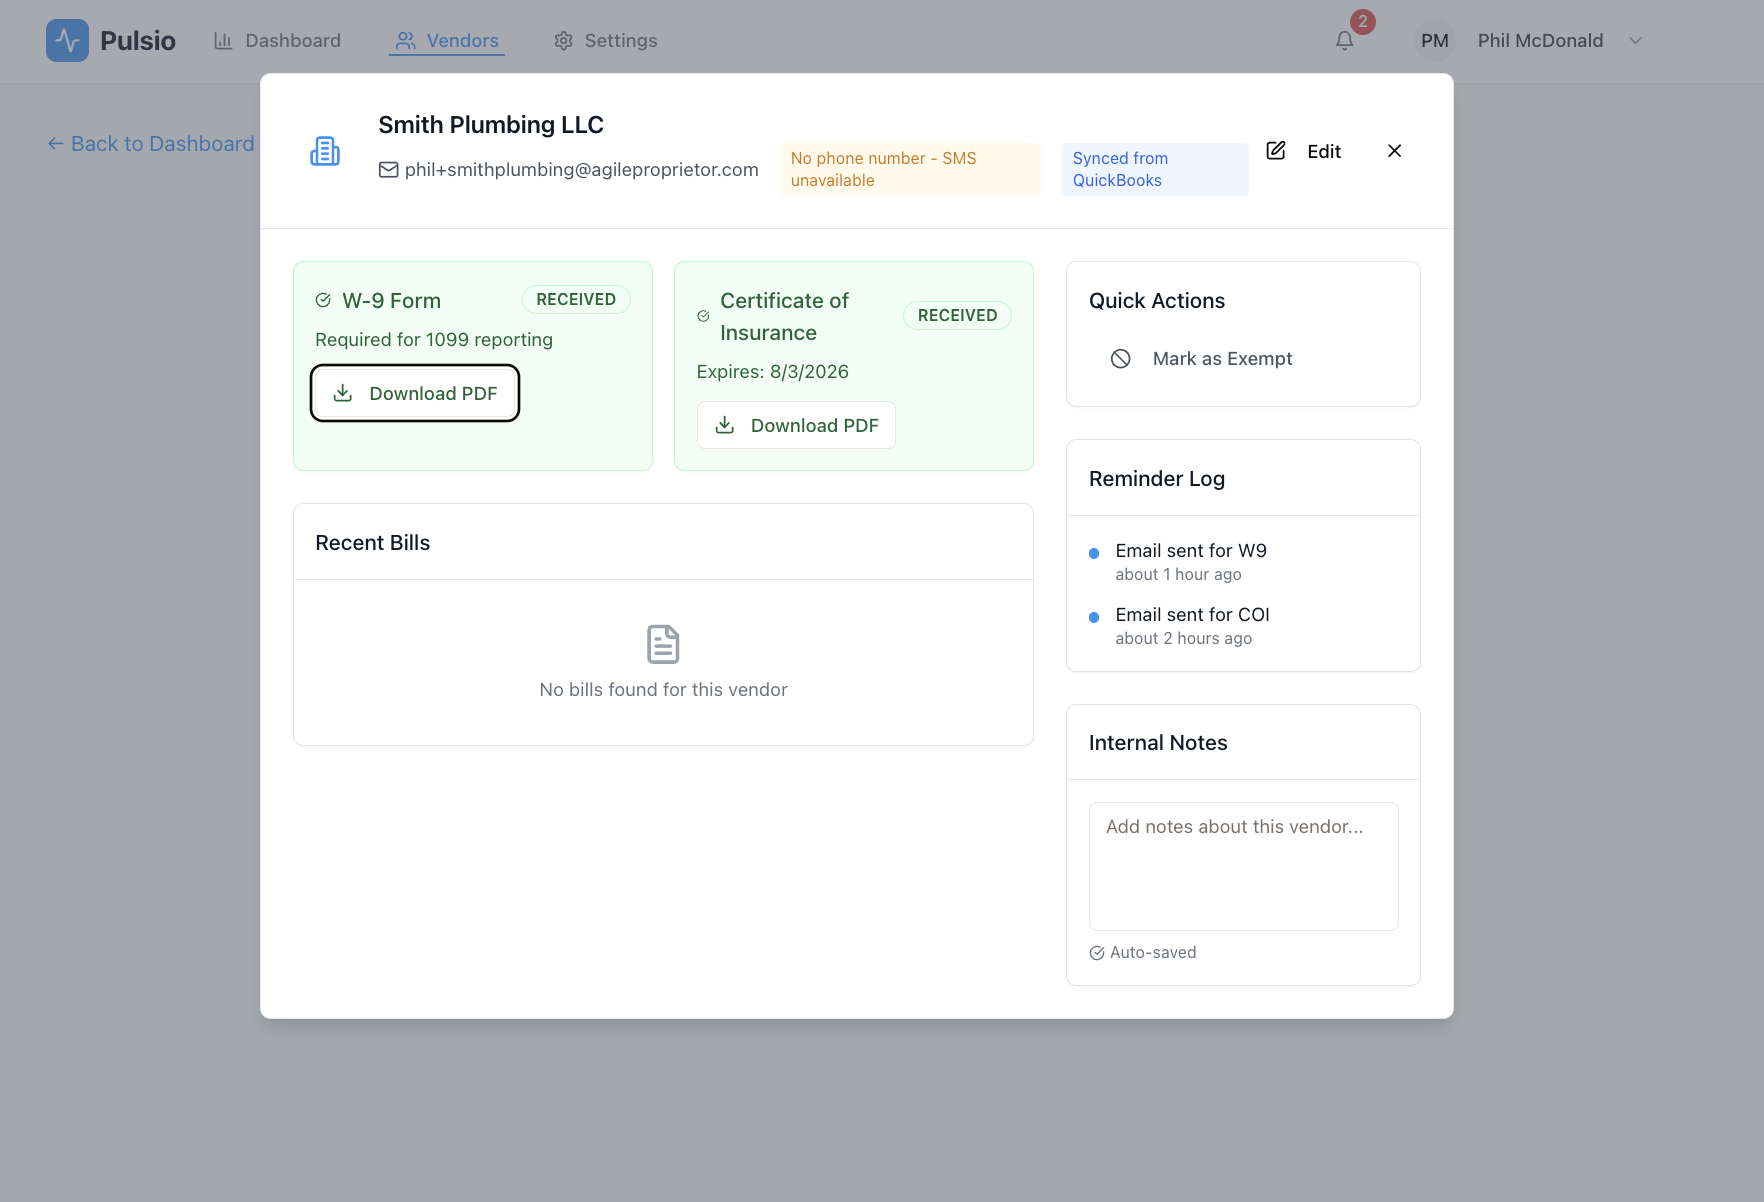 Pulsio
Dashboard
Vendors
Settings
2
PM
Phil McDonald
← Back to Dashboard
Smith Plumbing LLC
phil+smithplumbing@agileproprietor.com
No phone number - SMS
unavailable
Synced from
QuickBooks
Edit
W-9 Form
RECEIVED
Required for 1099 reporting
Download PDF
Certificate of
Insurance
RECEIVED
Expires: 8/3/2026
Download PDF
Recent Bills
No bills found for this vendor
Quick Actions
Mark as Exempt
Reminder Log
Email sent for W9
about 1 hour ago
Email sent for COI
about 2 hours ago
Internal Notes
Add notes about this vendor...
Auto-saved